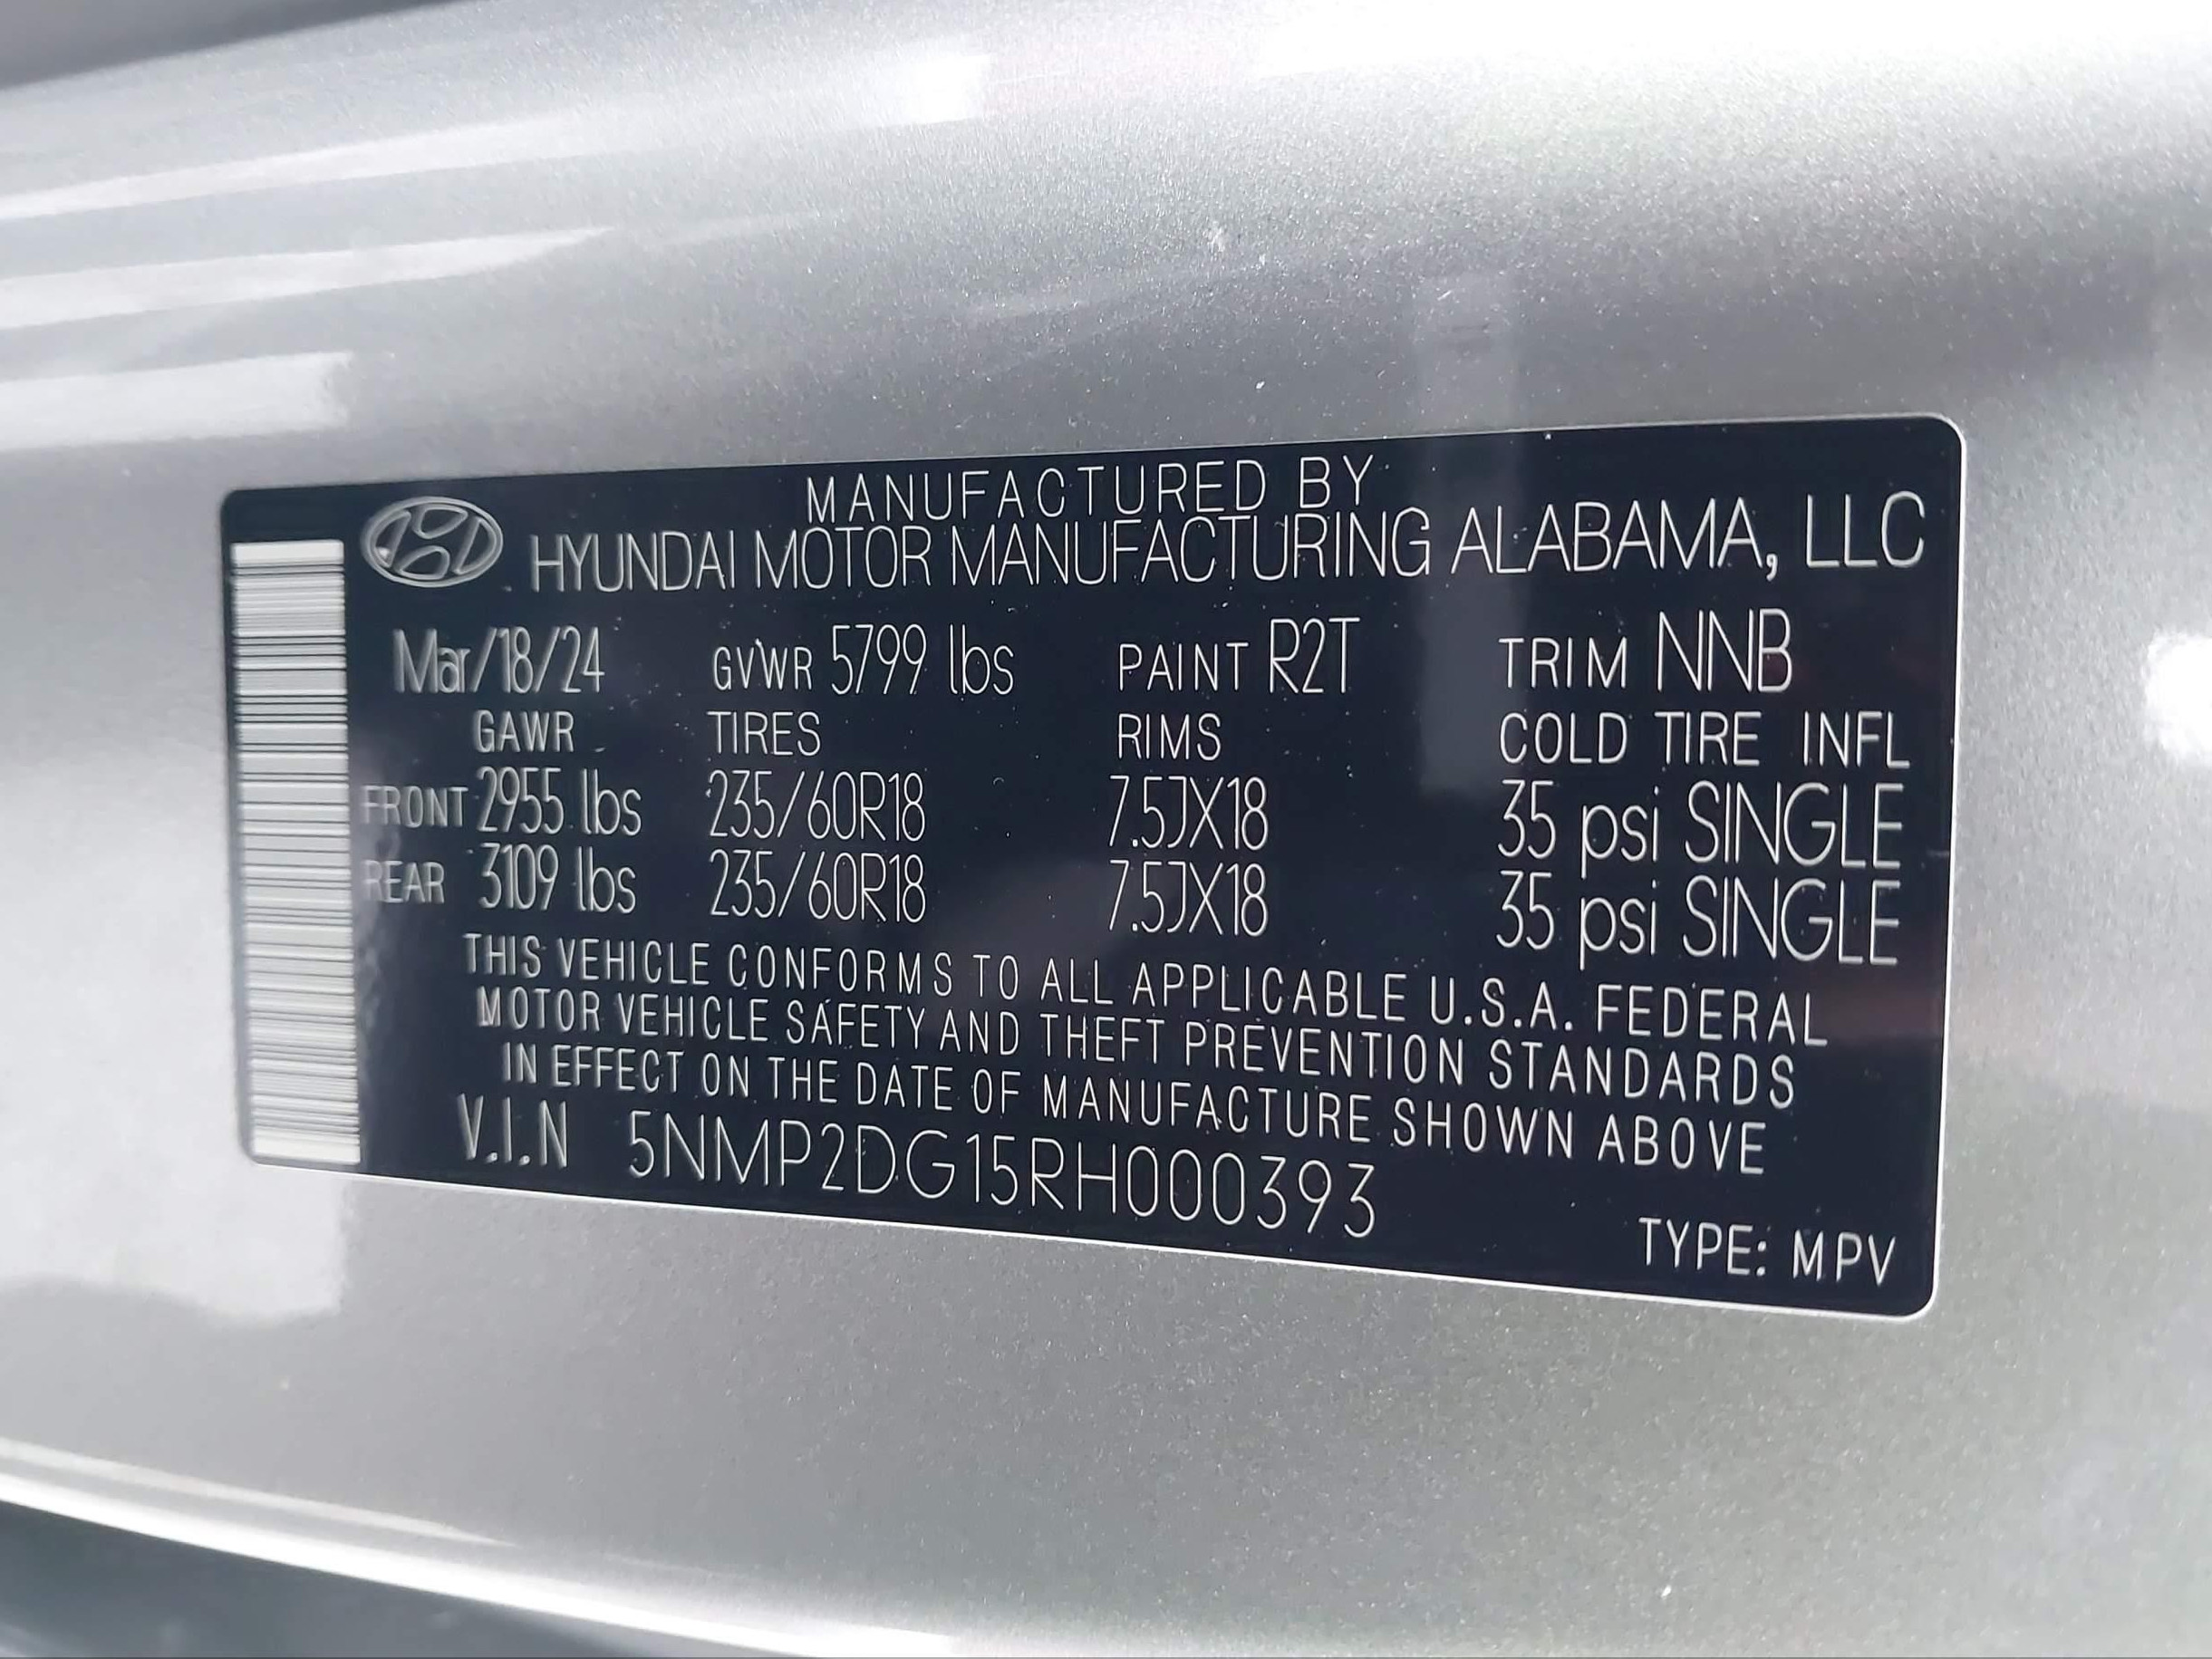 MANUFACTURED BY
HYUNDAI MOTOR MANUFACTURING ALABAMA, LLC
Mar/18/24 GVWR 5799 lbs PAINT R2T TRIM NNB
GAWR TIRES RIMS COLD TIRE INFL
FRONT 2955 lbs 235/60R18 7.5JX18 35 psi SINGLE
REAR 3109 lbs 235/60R18 7.5JX18 35 psi SINGLE
THIS VEHICLE CONFORMS TO ALL APPLICABLE U.S.A. FEDERAL
MOTOR VEHICLE SAFETY AND THEFT PREVENTION STANDARDS
IN EFFECT ON THE DATE OF MANUFACTURE SHOWN ABOVE
V.I.N 5NMP2DG15RH000393
TYPE: MPV